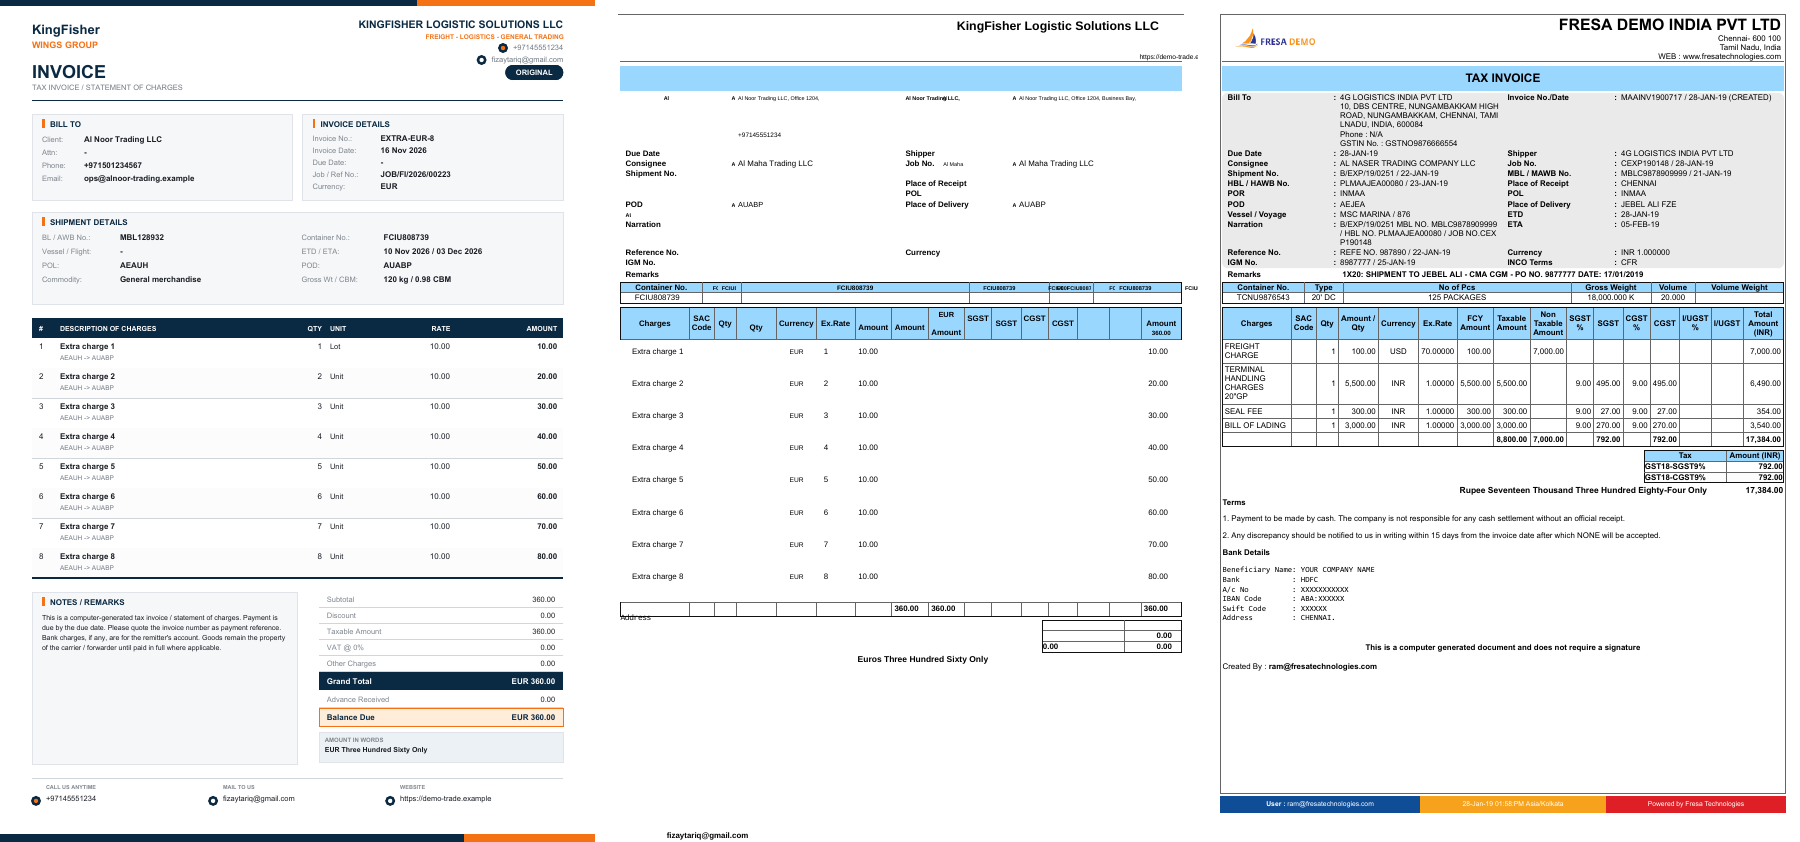 KingFisher
WINGS GROUP
INVOICE
TAX INVOICE / STATEMENT OF CHARGES
KINGFISHER LOGISTIC SOLUTIONS LLC
FREIGHT - LOGISTICS - GENERAL TRADING
+97145551234
fizaytariq@gmail.com
ORIGINAL
BILL TO
Client: Al Noor Trading LLC
Attn: -
Phone: +971501234567
Email: ops@alnoor-trading.example
INVOICE DETAILS
Invoice No.: EXTRA-EUR-8
Invoice Date: 16 Nov 2026
Due Date: -
Job / Ref No.: JOB/FI/2026/00223
Currency: EUR
SHIPMENT DETAILS
BL / AWB No.: MBL128932 Container No.: FCIU808739
Vessel / Flight: - ETD / ETA: 10 Nov 2026 / 03 Dec 2026
POL: AEAUH POD: AUABP
Commodity: General merchandise Gross Wt / CBM: 120 kg / 0.98 CBM
# DESCRIPTION OF CHARGES QTY UNIT RATE AMOUNT
1 Extra charge 1 1 Lot 10.00 10.00
AEAUH -> AUABP
2 Extra charge 2 2 Unit 10.00 20.00
AEAUH -> AUABP
3 Extra charge 3 3 Unit 10.00 30.00
AEAUH -> AUABP
4 Extra charge 4 4 Unit 10.00 40.00
AEAUH -> AUABP
5 Extra charge 5 5 Unit 10.00 50.00
AEAUH -> AUABP
6 Extra charge 6 6 Unit 10.00 60.00
AEAUH -> AUABP
7 Extra charge 7 7 Unit 10.00 70.00
AEAUH -> AUABP
8 Extra charge 8 8 Unit 10.00 80.00
AEAUH -> AUABP
NOTES / REMARKS
This is a computer-generated tax invoice / statement of charges. Payment is
due by the due date. Please quote the invoice number as payment reference.
Bank charges, if any, are for the remitter's account. Goods remain the property
of the carrier / forwarder until paid in full where applicable.
Subtotal 360.00
Discount 0.00
Taxable Amount 360.00
VAT @ 0% 0.00
Other Charges 0.00
Grand Total EUR 360.00
Advance Received 0.00
Balance Due EUR 360.00
AMOUNT IN WORDS
EUR Three Hundred Sixty Only
CALL US ANYTIME MAIL TO US WEBSITE
+97145551234 fizaytariq@gmail.com https://demo-trade.example
KingFisher Logistic Solutions LLC
https://demo-trade.e
Al A Al Noor Trading LLC, Office 1204, A Al Noor Trading LLC, Office 1204, Business Bay,
+97145551234
Due Date Shipper
Consignee A Al Maha Trading LLC Job No. Al Maha A Al Maha Trading LLC
Shipment No.
Place of Receipt
POL
POD A AUABP Place of Delivery A AUABP
Al
Narration
Reference No. Currency
IGM No.
Remarks
Container No. FCIU808739 FCIU808739 FCIU808739
FCIU808739
Charges SAC Code Qty Qty Currency Ex.Rate Amount Amount EUR Amount SGST SGST CGST CGST Amount 360.00
Extra charge 1 EUR 1 10.00 10.00
Extra charge 2 EUR 2 10.00 20.00
Extra charge 3 EUR 3 10.00 30.00
Extra charge 4 EUR 4 10.00 40.00
Extra charge 5 EUR 5 10.00 50.00
Extra charge 6 EUR 6 10.00 60.00
Extra charge 7 EUR 7 10.00 70.00
Extra charge 8 EUR 8 10.00 80.00
360.00 360.00 360.00
Address
0.00
0.00 0.00
Euros Three Hundred Sixty Only
fizaytariq@gmail.com
FRESA DEMO
FRESA DEMO INDIA PVT LTD
Chennai- 600 100
Tamil Nadu, India
WEB : www.fresatechnologies.com
TAX INVOICE
Bill To : 4G LOGISTICS INDIA PVT LTD Invoice No./Date : MAAINV1900717 / 28-JAN-19 (CREATED)
10, DBS CENTRE, NUNGAMBAKKAM HIGH
ROAD, NUNGAMBAKKAM, CHENNAI, TAMI
LNADU, INDIA, 600084
Phone : N/A
GSTIN No. : GSTNO9876666554
Due Date : 28-JAN-19 Shipper : 4G LOGISTICS INDIA PVT LTD
Consignee : AL NASER TRADING COMPANY LLC Job No. : CEXP190148 / 28-JAN-19
Shipment No. : B/EXP/19/0251 / 22-JAN-19 MBL / MAWB No. : MBLC9878909999 / 21-JAN-19
HBL / HAWB No. : PLMAAJEA00080 / 23-JAN-19 Place of Receipt : CHENNAI
POR : INMAA POL : INMAA
POD : AEJEA Place of Delivery : JEBEL ALI FZE
Vessel / Voyage : MSC MARINA / 876 ETD : 28-JAN-19
Narration : B/EXP/19/0251 MBL NO. MBLC9878909999 ETA : 05-FEB-19
/ HBL NO. PLMAAJEA00080 / JOB NO.CEX
P190148
Reference No. : REFE NO. 987890 / 22-JAN-19 Currency : INR 1.000000
IGM No. : 8987777 / 25-JAN-19 INCO Terms : CFR
Remarks 1X20: SHIPMENT TO JEBEL ALI - CMA CGM - PO NO. 9877777 DATE: 17/01/2019
Container No. Type No of Pcs Gross Weight Volume Volume Weight
TCNU9876543 20' DC 125 PACKAGES 18,000.000 K 20.000
Charges SAC Code Qty Amount / Qty Currency Ex.Rate FCY Amount Taxable Amount Non Taxable Amount SGST % SGST CGST % CGST I/UGST % I/UGST Total Amount (INR)
FREIGHT CHARGE 1 100.00 USD 70.00000 100.00 7,000.00 7,000.00
TERMINAL HANDLING CHARGES 20"GP 1 5,500.00 INR 1.00000 5,500.00 5,500.00 9.00 495.00 9.00 495.00 6,490.00
SEAL FEE 1 300.00 INR 1.00000 300.00 300.00 9.00 27.00 9.00 27.00 354.00
BILL OF LADING 1 3,000.00 INR 1.00000 3,000.00 3,000.00 9.00 270.00 9.00 270.00 3,540.00
8,800.00 7,000.00 792.00 792.00 17,384.00
Tax Amount (INR)
GST18-SGST9% 792.00
GST18-CGST9% 792.00
Rupee Seventeen Thousand Three Hundred Eighty-Four Only 17,384.00
Terms
1. Payment to be made by cash. The company is not responsible for any cash settlement without an official receipt.
2. Any discrepancy should be notified to us in writing within 15 days from the invoice date after which NONE will be accepted.
Bank Details
Beneficiary Name: YOUR COMPANY NAME
Bank : HDFC
A/c No : XXXXXXXXXXX
IBAN Code : ABA:XXXXXX
Swift Code : XXXXXX
Address : CHENNAI.
This is a computer generated document and does not require a signature
Created By : ram@fresatechnologies.com
User : ram@fresatechnologies.com 28-Jan-19 01:58:PM Asia/Kolkata Powered by Fresa Technologies